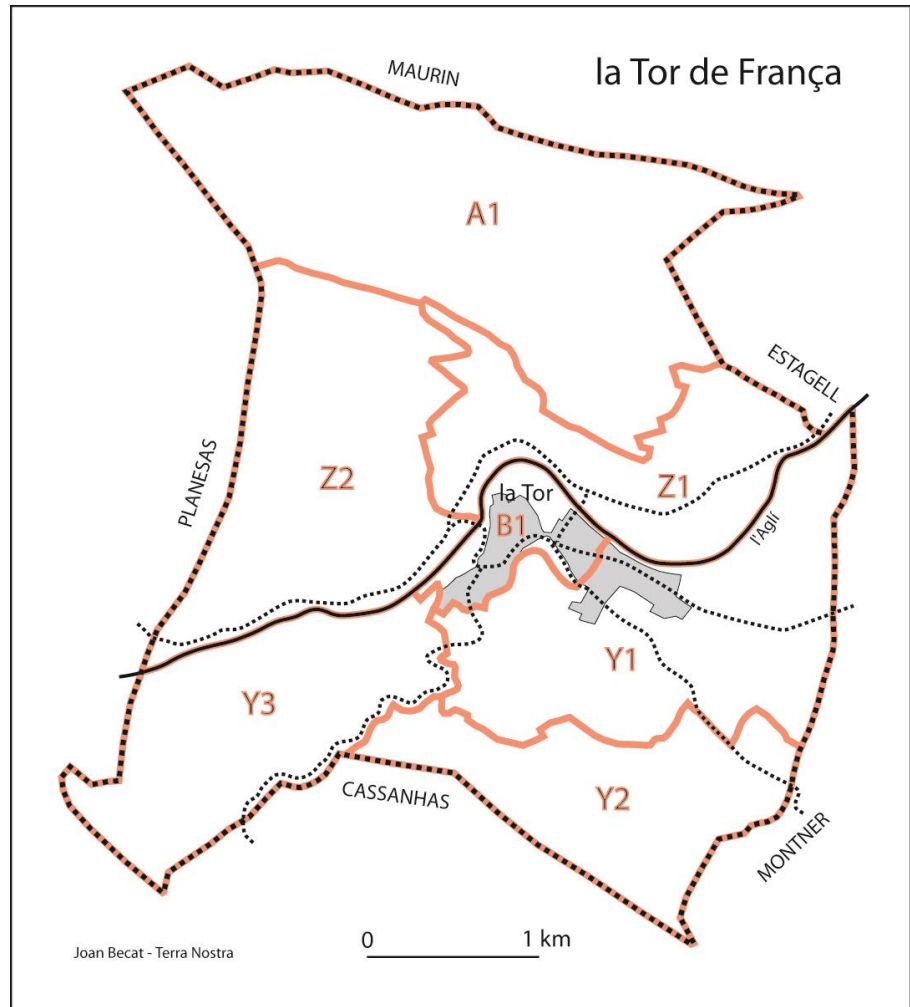 la Tor de França
MAURIN
A1
ESTAGELL
PLANESAS
Z2
Z1
la Tor
B1
l'Aglí
Y1
Y3
CASSANHAS
Y2
MONTNER
0 1 km
Joan Becat - Terra Nostra